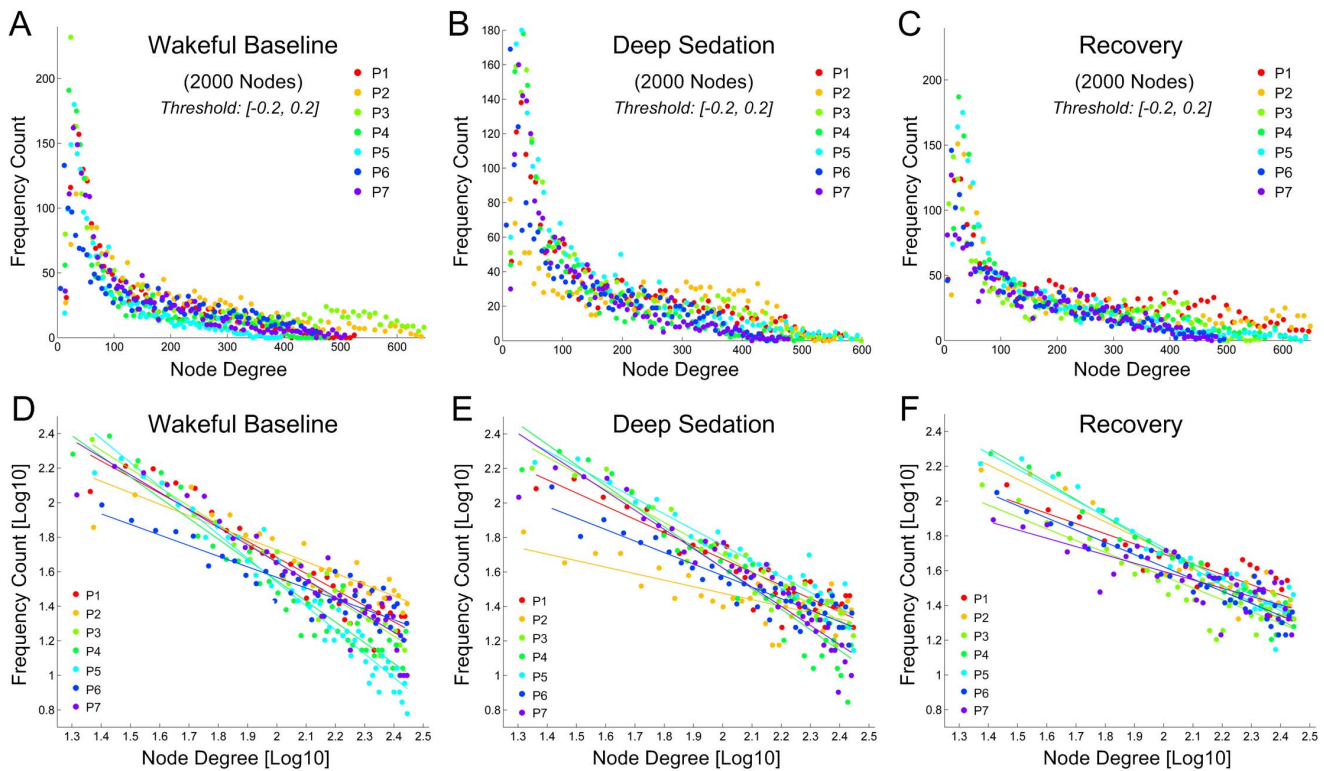 A
Wakeful Baseline
(2000 Nodes)
Threshold: [-0.2, 0.2]
P1
P2
P3
P4
P5
P6
P7
Frequency Count
200
150
100
50
0
0 100 200 300 400 500 600
Node Degree
B
Deep Sedation
(2000 Nodes)
Threshold: [-0.2, 0.2]
P1
P2
P3
P4
P5
P6
P7
Frequency Count
180
160
140
120
100
80
60
40
20
0
0 100 200 300 400 500 600
Node Degree
C
Recovery
(2000 Nodes)
Threshold: [-0.2, 0.2]
P1
P2
P3
P4
P5
P6
P7
Frequency Count
200
150
100
50
0 100 200 300 400 500 600
Node Degree
D
Wakeful Baseline
Frequency Count [Log10]
2.4
2.2
2
1.8
1.6
1.4
1.2
1
0.8
P1
P2
P3
P4
P5
P6
P7
1.3 1.4 1.5 1.6 1.7 1.8 1.9 2 2.1 2.2 2.3 2.4 2.5
Node Degree [Log10]
E
Deep Sedation
Frequency Count [Log10]
2.4
2.2
2
1.8
1.6
1.4
1.2
1
0.8
P1
P2
P3
P4
P5
P6
P7
1.3 1.4 1.5 1.6 1.7 1.8 1.9 2 2.1 2.2 2.3 2.4 2.5
Node Degree [Log10]
F
Recovery
Frequency Count [Log10]
2.4
2.2
2
1.8
1.6
1.4
1.2
1
0.8
P1
P2
P3
P4
P5
P6
P7
1.3 1.4 1.5 1.6 1.7 1.8 1.9 2 2.1 2.2 2.3 2.4 2.5
Node Degree [Log10]